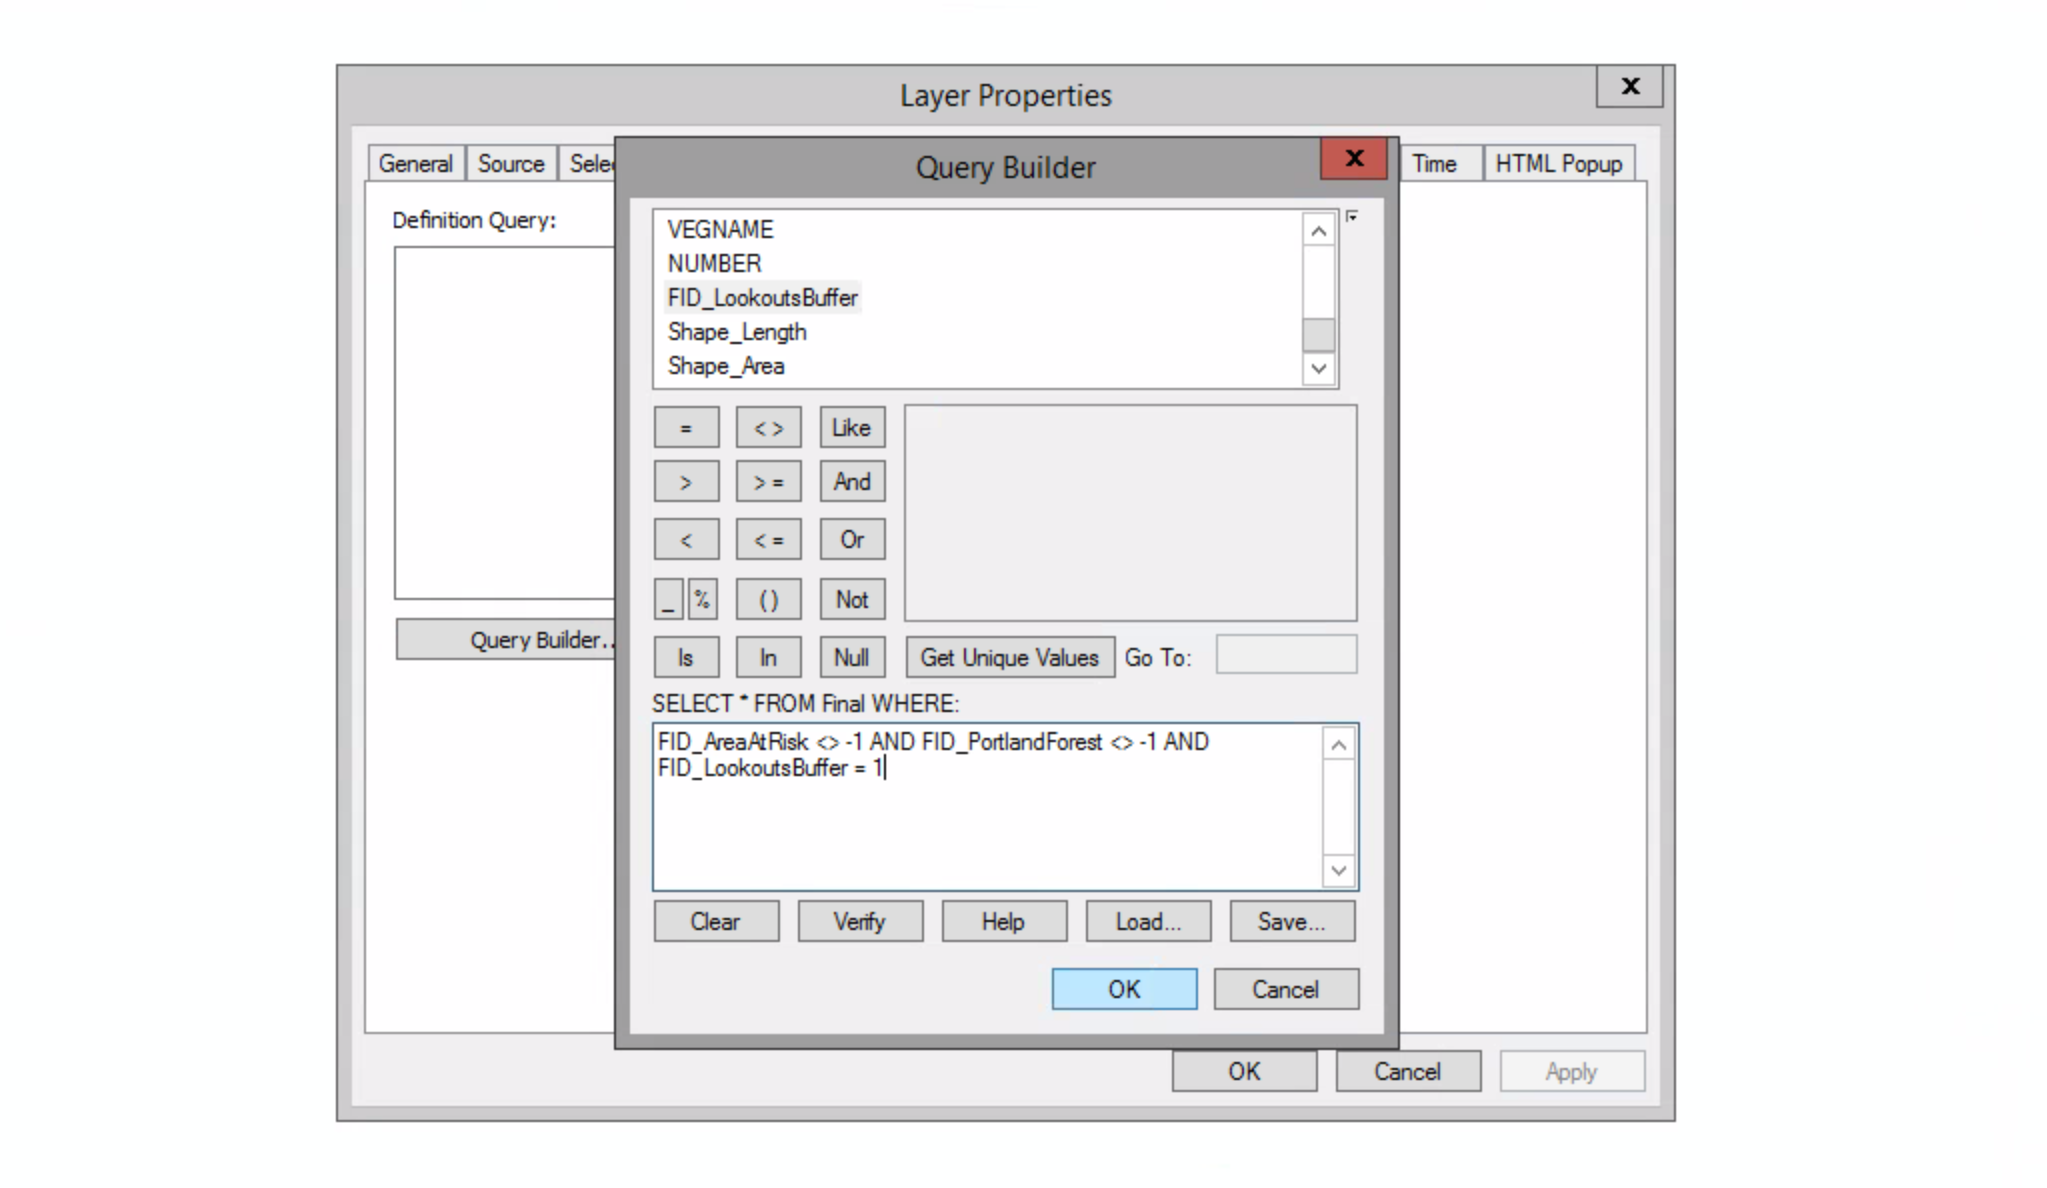 Layer Properties
x
General Source
Time HTML Popup
Definition Query:
Query Builder..
Query Builder
x
VEGNAME
NUMBER
FID_LookoutsBuffer
Shape_Length
Shape_Area
= <> Like
> >= And
< <= Or
_ % () Not
Is In Null
Get Unique Values Go To:
SELECT * FROM Final WHERE:
FID_AreaAtRisk <> -1 AND FID_PortlandForest <> -1 AND
FID_LookoutsBuffer = 1
Clear Verify Help Load... Save...
OK Cancel
OK Cancel Apply